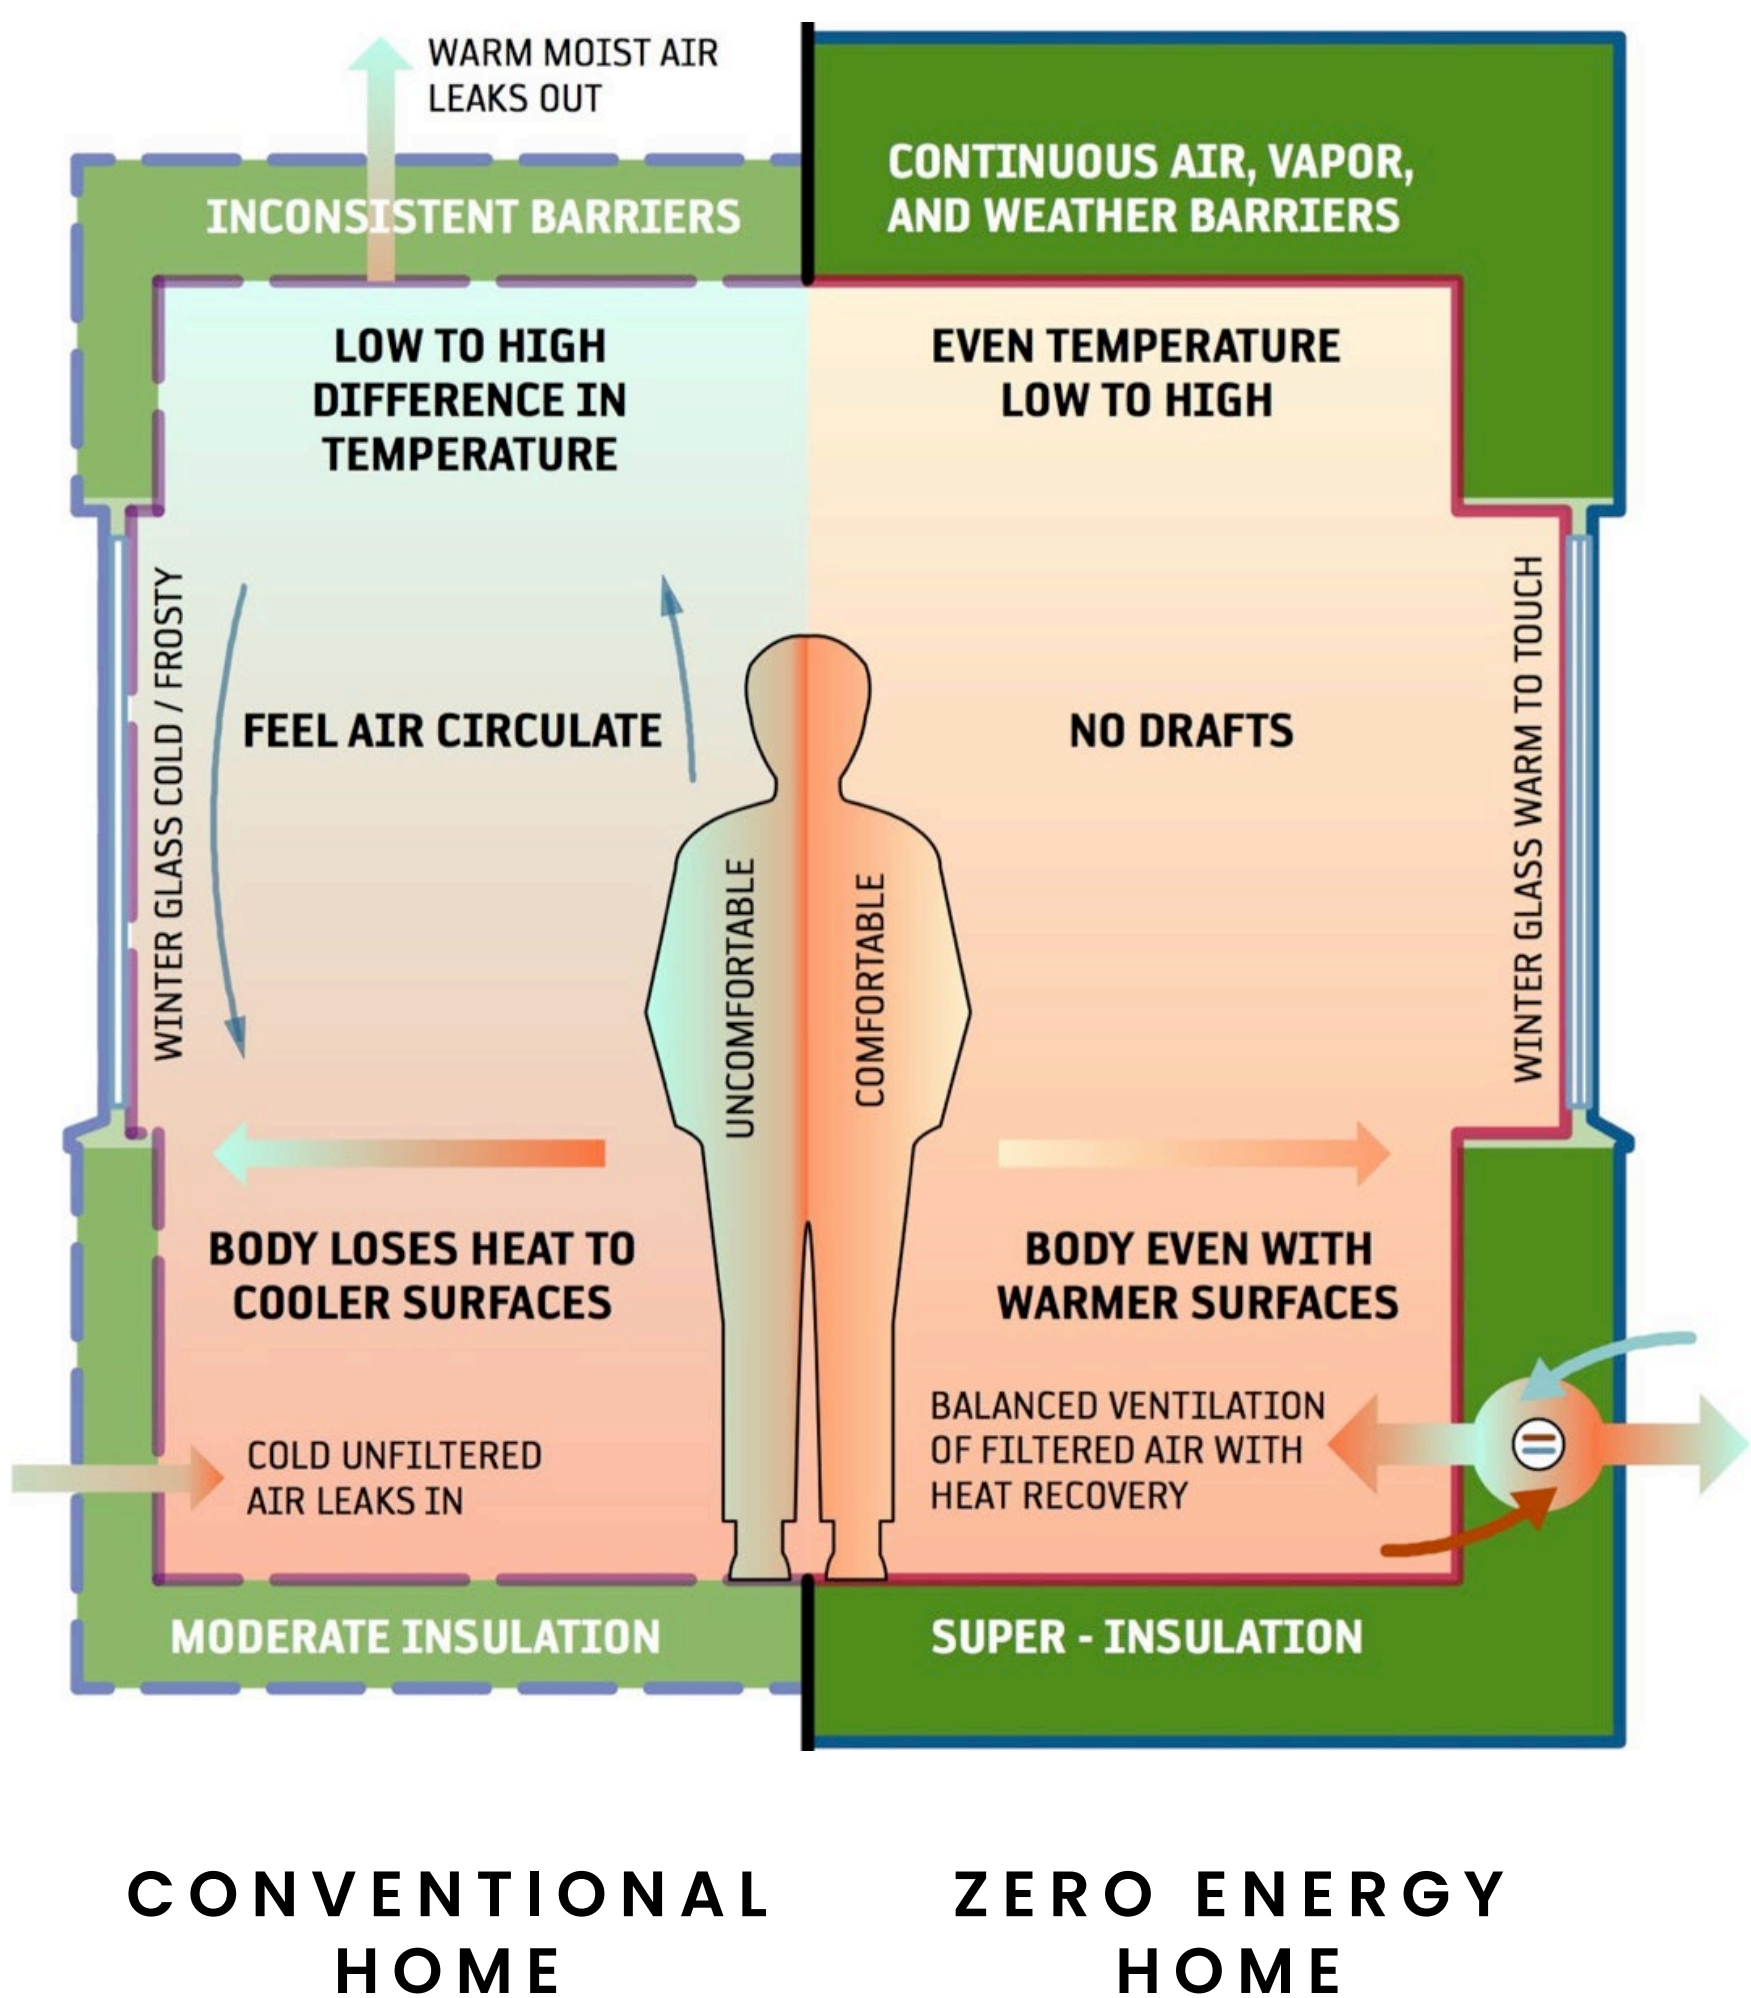 WARM MOIST AIR
LEAKS OUT
INCONSISTENT BARRIERS
CONTINUOUS AIR, VAPOR,
AND WEATHER BARRIERS
LOW TO HIGH
DIFFERENCE IN
TEMPERATURE
EVEN TEMPERATURE
LOW TO HIGH
WINTER GLASS COLD / FROSTY
FEEL AIR CIRCULATE
NO DRAFTS
WINTER GLASS WARM TO TOUCH
UNCOMFORTABLE
COMFORTABLE
BODY LOSES HEAT TO
COOLER SURFACES
BODY EVEN WITH
WARMER SURFACES
COLD UNFILTERED
AIR LEAKS IN
BALANCED VENTILATION
OF FILTERED AIR WITH
HEAT RECOVERY
MODERATE INSULATION
SUPER - INSULATION
CONVENTIONAL
HOME
ZERO ENERGY
HOME